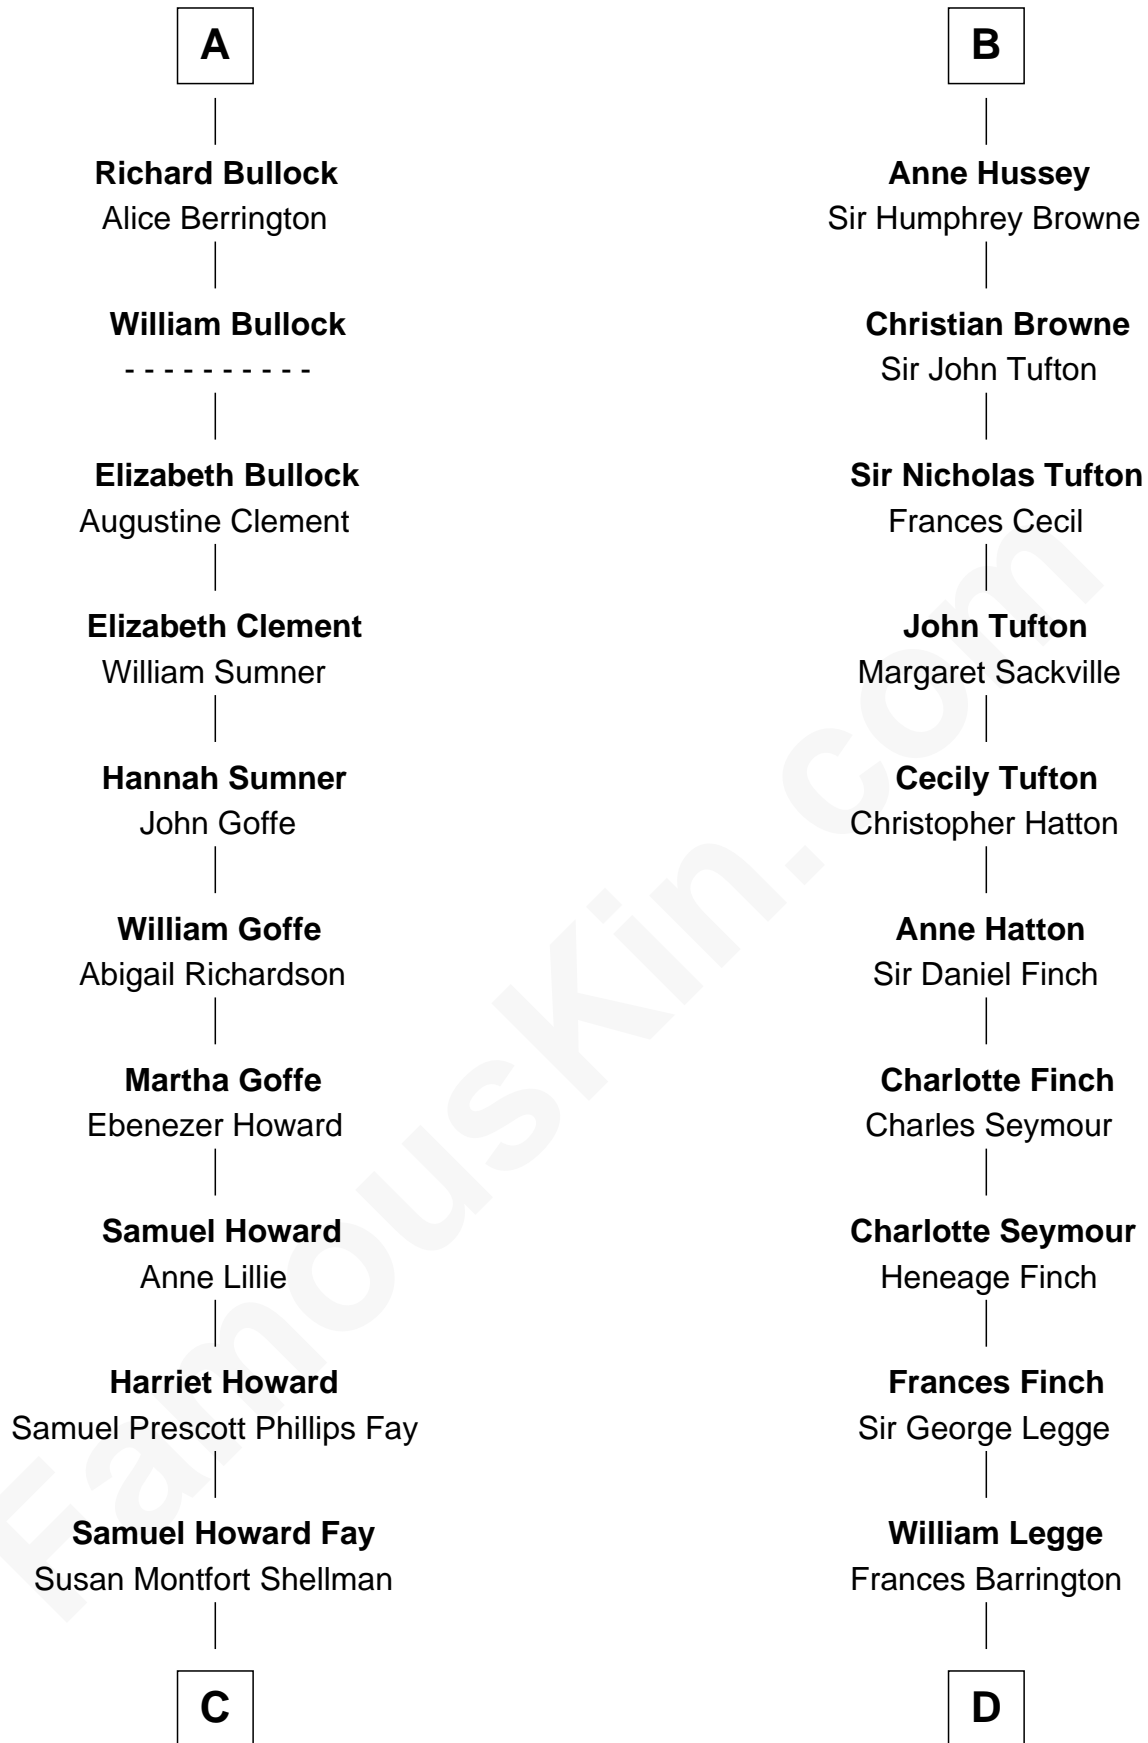 A
Richard Bullock
Alice Berrington
William Bullock
- - - - - - - - - -
Elizabeth Bullock
Augustine Clement
Elizabeth Clement
William Sumner
Hannah Sumner
John Goffe
William Goffe
Abigail Richardson
Martha Goffe
Ebenezer Howard
Samuel Howard
Anne Lillie
Harriet Howard
Samuel Prescott Phillips Fay
Samuel Howard Fay
Susan Montfort Shellman
C
B
Anne Hussey
Sir Humphrey Browne
Christian Browne
Sir John Tufton
Sir Nicholas Tufton
Frances Cecil
John Tufton
Margaret Sackville
Cecily Tufton
Christopher Hatton
Anne Hatton
Sir Daniel Finch
Charlotte Finch
Charles Seymour
Charlotte Seymour
Heneage Finch
Frances Finch
Sir George Legge
William Legge
Frances Barrington
D
FamousKin.com